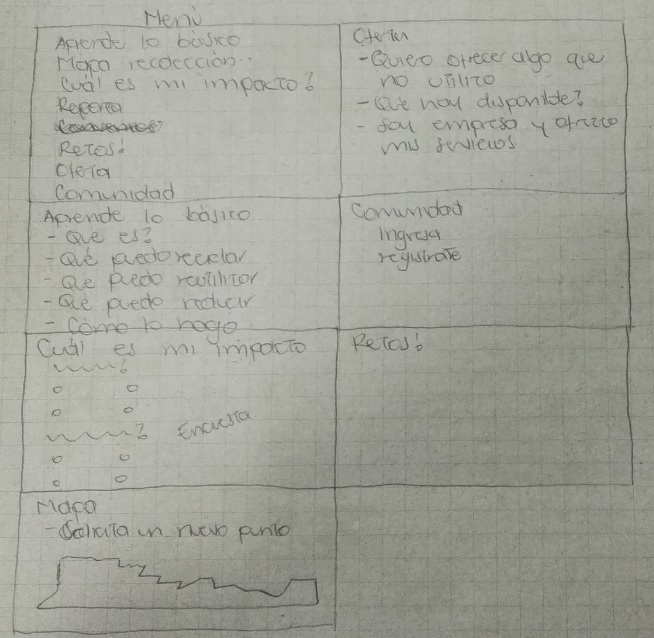 Menú
Aprende lo básico
Mapa recolección..
Cuál es mi impacto?
Reporta
Retos!
Oferta
Comunidad
Oferta
- Quiero ofrecer algo que
no utilizo
- Qué hay disponible?
- Soy empresa y ofrezco
mis servicios
Aprende lo básico
- Qué es?
- Qué puedo reciclar
- Qué puedo reutilizar
- Qué puedo reducir
- Cómo lo hago
Comunidad
Ingresa
registrate
Cuál es mi impacto
Encuesta
Retos!
Mapa
- Solicita un nuevo punto